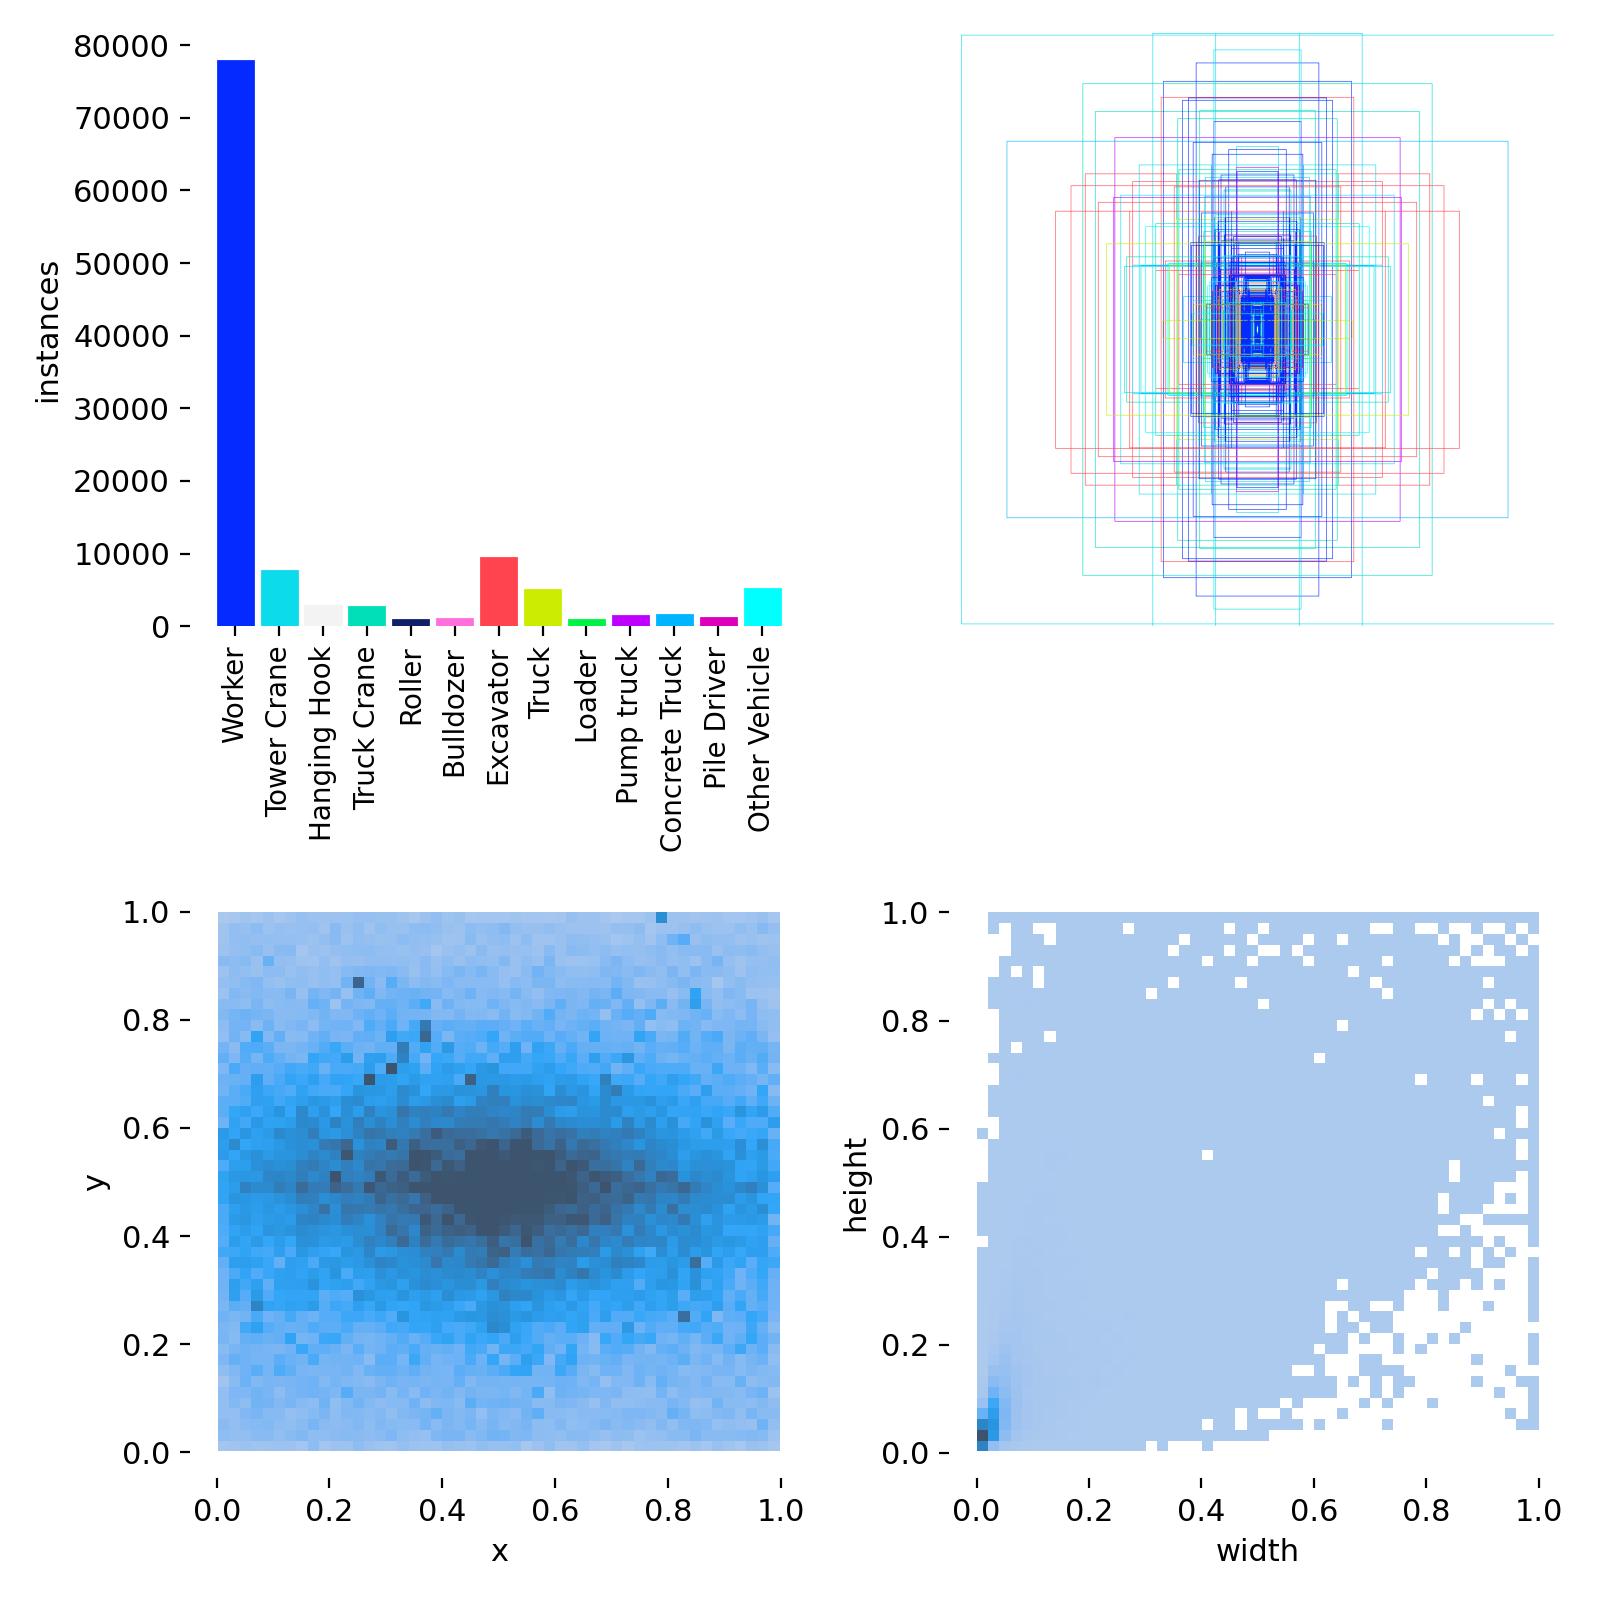 80000
70000
60000
50000
40000
30000
20000
10000
0
instances
Worker
Tower Crane
Hanging Hook
Truck Crane
Roller
Bulldozer
Excavator
Truck
Loader
Pump truck
Concrete Truck
Pile Driver
Other Vehicle
1.0
0.8
0.6
0.4
0.2
0.0
y
0.0 0.2 0.4 0.6 0.8 1.0
x
1.0
0.8
0.6
0.4
0.2
0.0
height
0.0 0.2 0.4 0.6 0.8 1.0
width